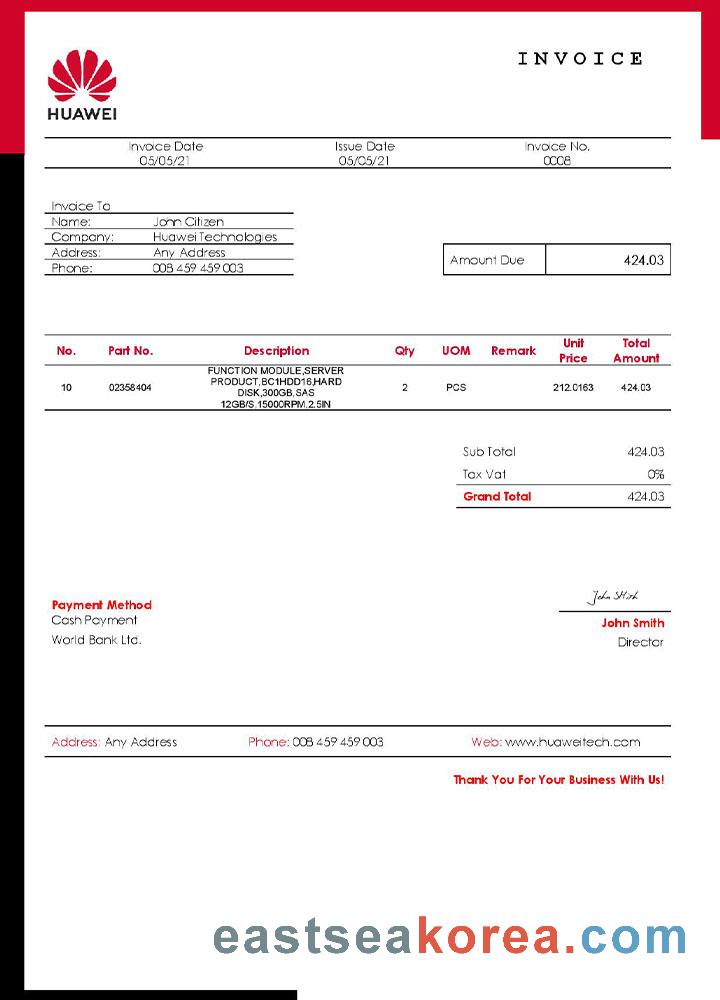 INVOICE
HUAWEI
Invoice Date Issue Date Invoice No.
05/05/21 05/05/21 0008
Invoice To
Name: John Citizen
Company: Huawei Technologies
Address: Any Address
Phone: 008 459 459 003
Amount Due 424.03
No. Part No. Description Qty UOM Remark Unit Price Total Amount
10 02358404 FUNCTION MODULE,SERVER 2 PCS 212.0163 424.03
PRODUCT,BC1HDD16,HARD
DISK,300GB,SAS
12GB/S,15000RPM,2.5IN
Sub Total 424.03
Tax Vat 0%
Grand Total 424.03
John Smith
Payment Method
Cash Payment
World Bank Ltd.
John Smith
Director
Address: Any Address Phone: 008 459 459 003 Web: www.huaweitech.com
Thank You For Your Business With Us!
eastseakorea.com